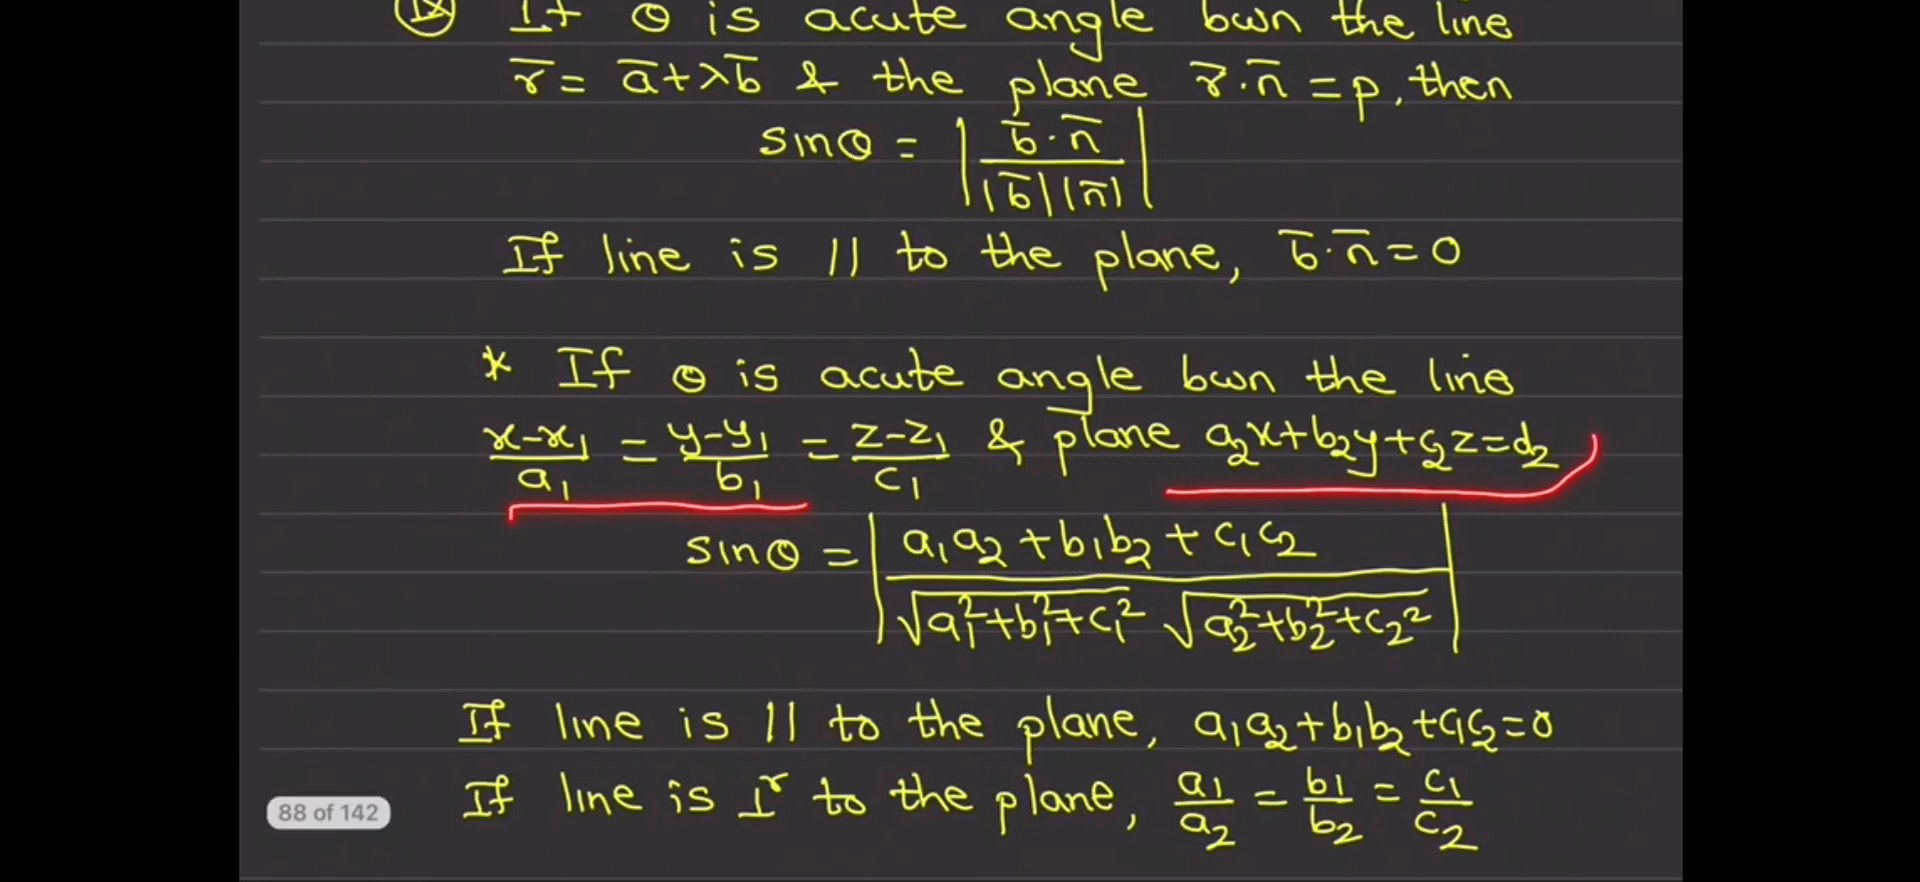 (ix) If θ is acute angle bwn the line
r̅ = a̅+λb̅ & the plane r̅·n̅ = p, then
sinθ = | b̅·n̅ / |b̅||n̅| |
If line is || to the plane, b̅·n̅ = 0
* If θ is acute angle bwn the line
x-x₁/a₁ = y-y₁/b₁ = z-z₁/c₁ & plane a₂x+b₂y+c₂z=d₂
sinθ = | a₁a₂+b₁b₂+c₁c₂ / √a₁²+b₁²+c₁² √a₂²+b₂²+c₂² |
If line is || to the plane, a₁a₂+b₁b₂+c₁c₂=0
If line is ⊥ʳ to the plane, a₁/a₂ = b₁/b₂ = c₁/c₂
88 of 142